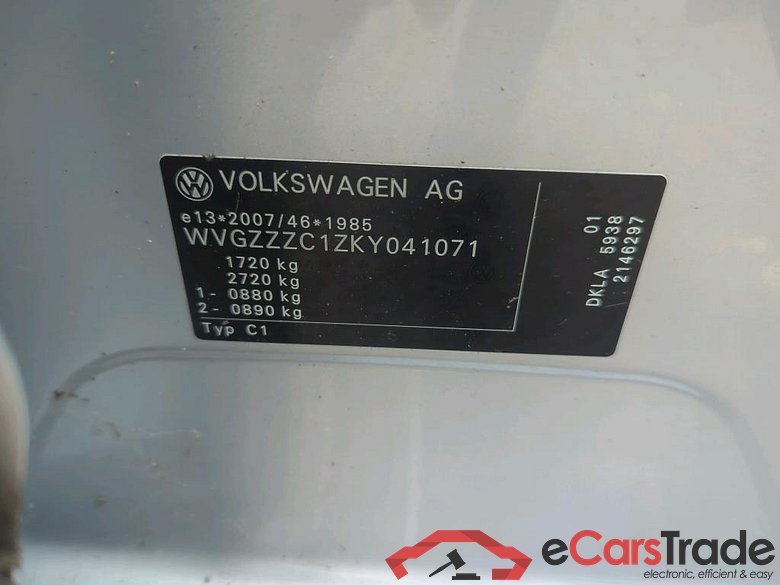 VOLKSWAGEN AG
e13*2007/46*1985
WVGZZZC1ZKY041071
1720 kg
2720 kg
1- 0880 kg
2- 0890 kg
Typ C1
01
DKLA 5938
2146297
eCarsTrade
electronic, efficient & easy